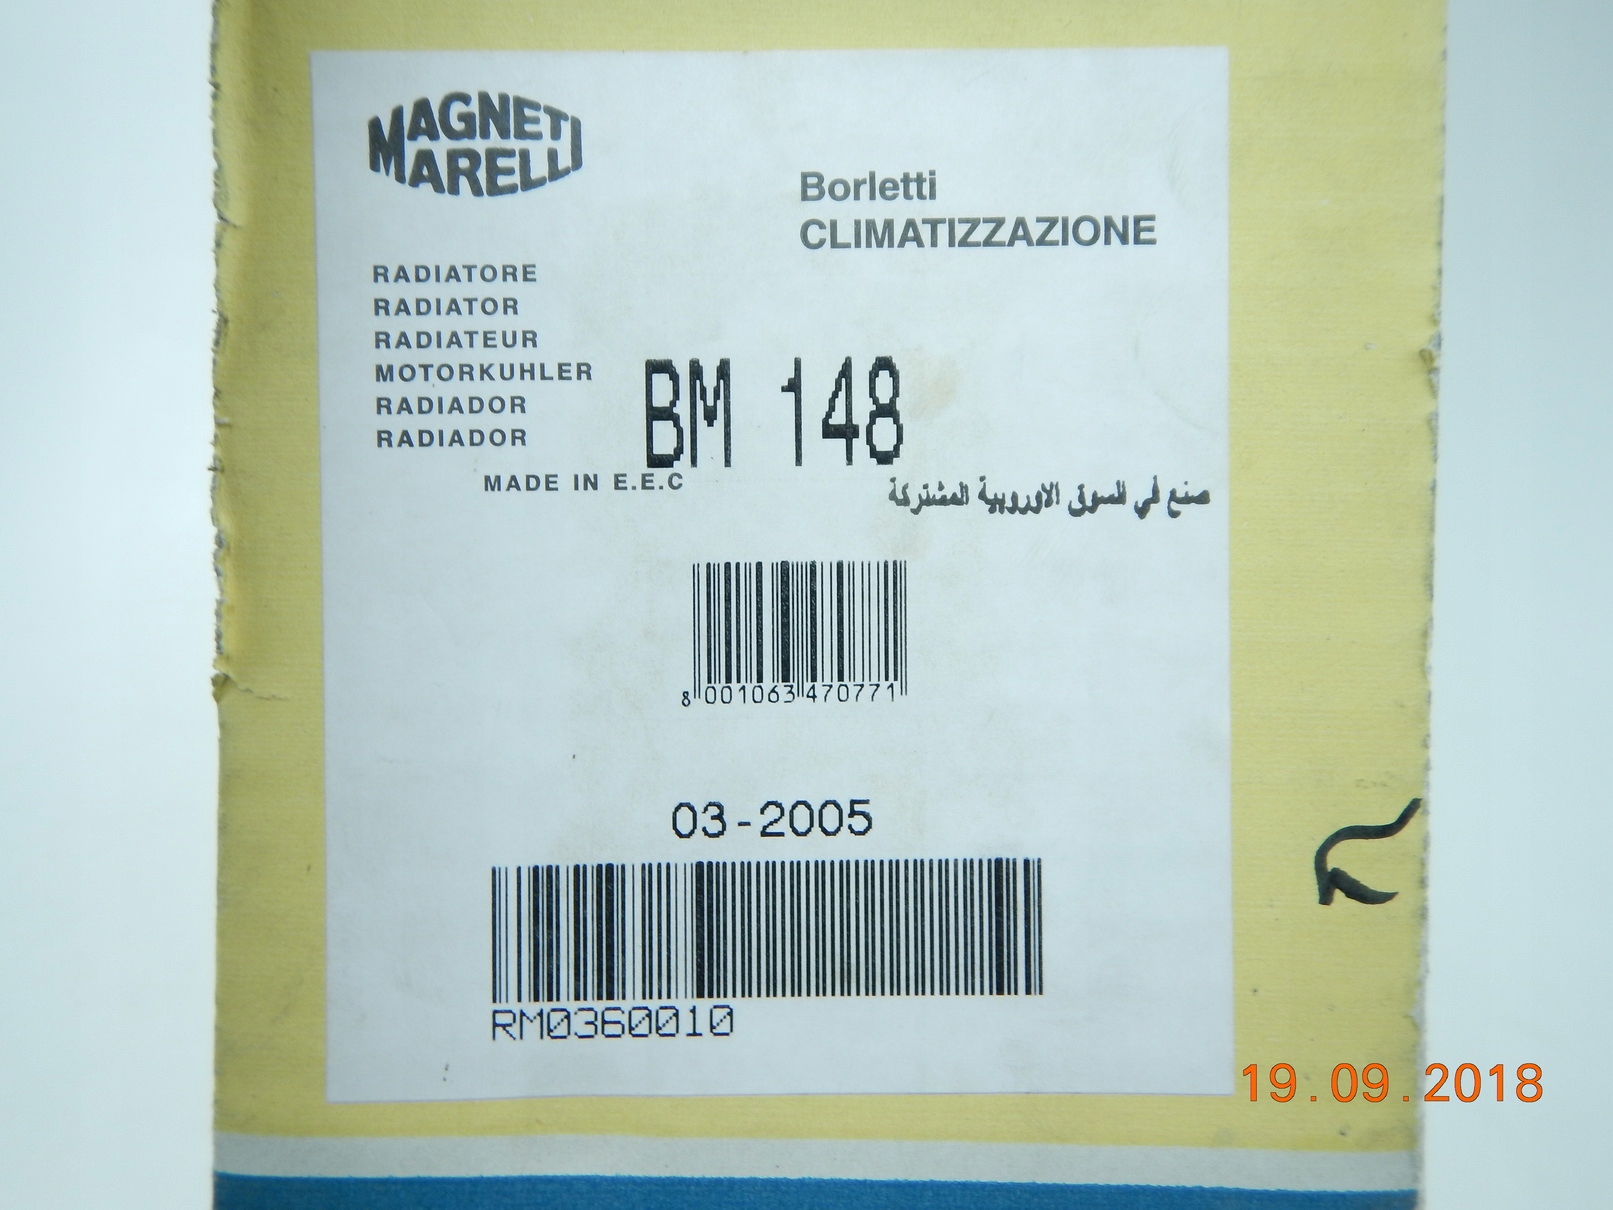 MAGNETI
MARELLI
Borletti
CLIMATIZZAZIONE
RADIATORE
RADIATOR
RADIATEUR
MOTORKUHLER
RADIADOR
RADIADOR
BM 148
MADE IN E.E.C
صنع في السوق الاوروبية المشتركة
8 001063 470771
03-2005
RM0360010
19.09.2018